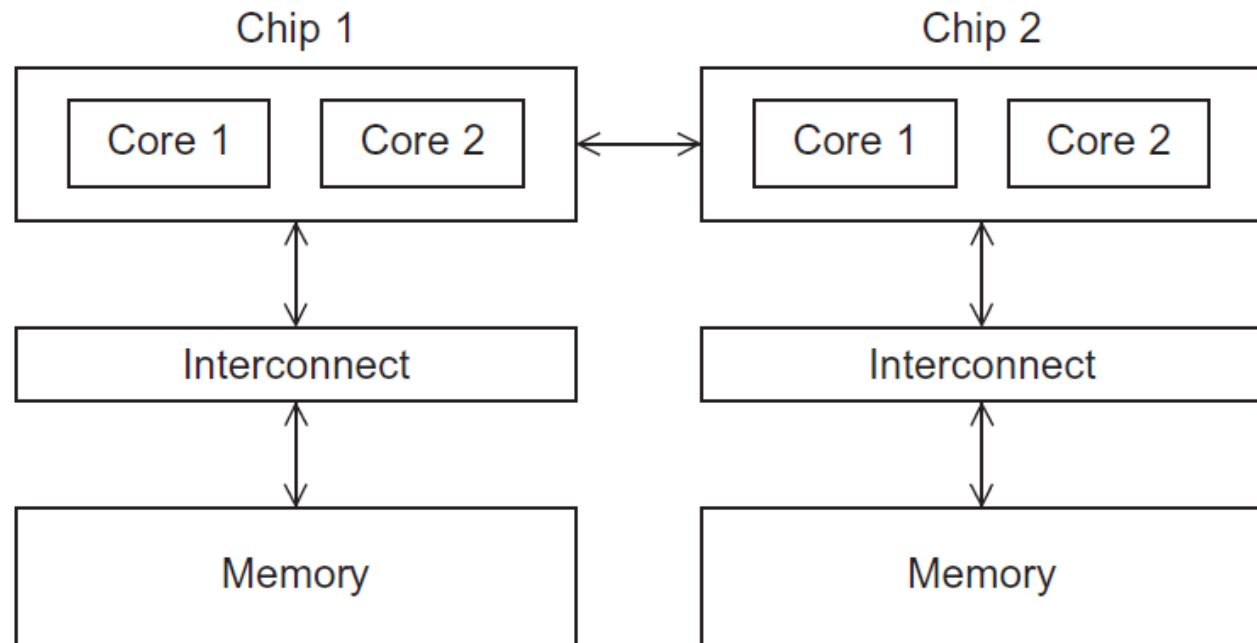 Chip 1
Chip 2
Core 1
Core 2
Core 1
Core 2
Interconnect
Interconnect
Memory
Memory